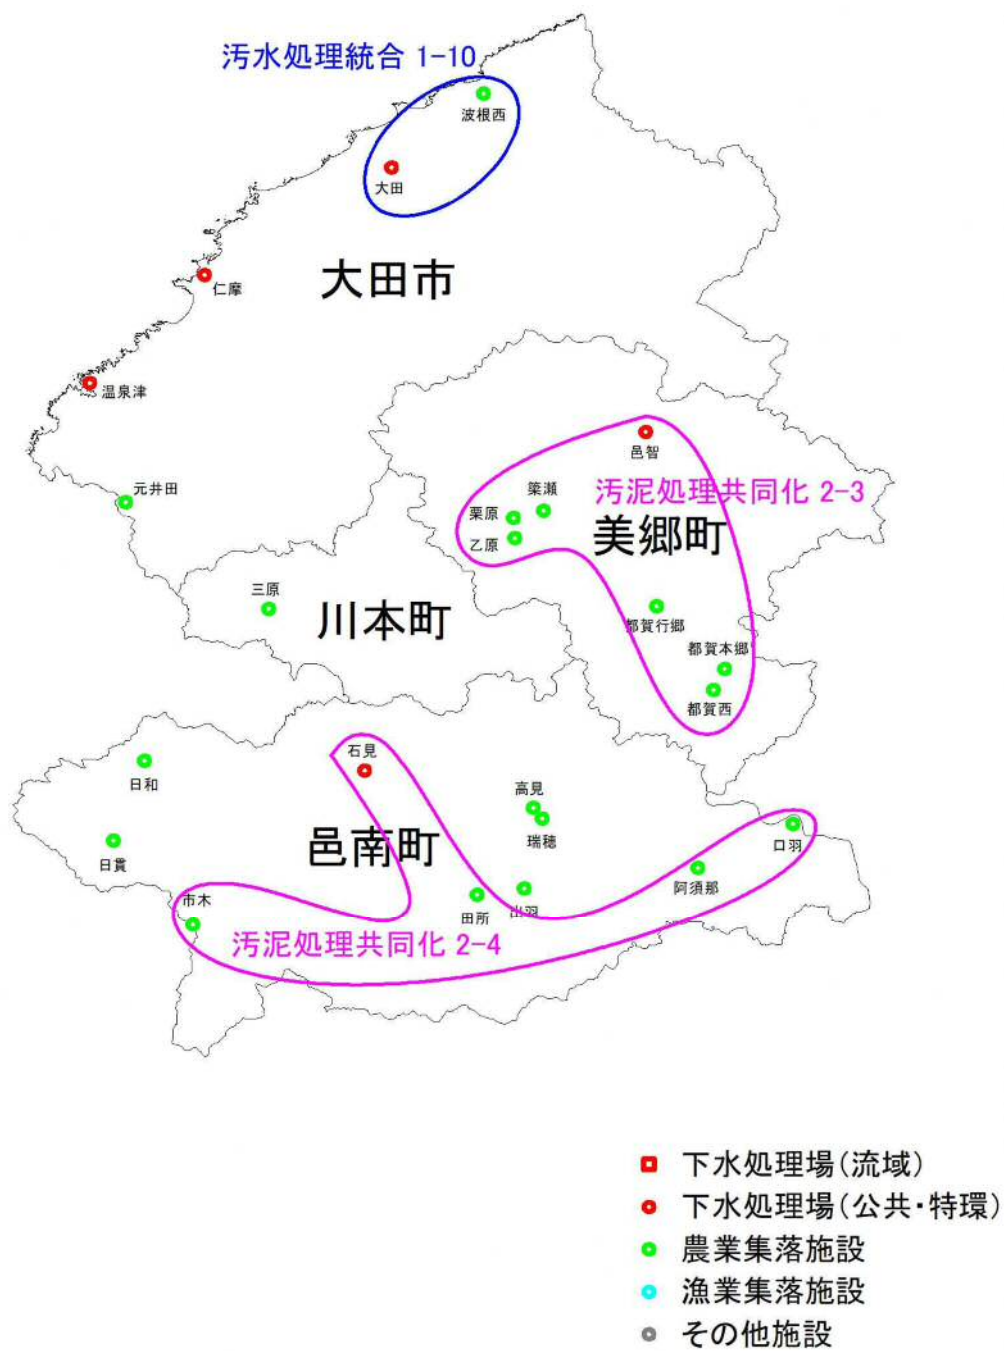 汚水処理統合 1-10
波根西
大田
大田市
仁摩
温泉津
邑智
元井田
簗瀬
汚泥処理共同化 2-3
栗原
美郷町
乙原
三原
川本町
都賀行郷
都賀本郷
都賀西
石見
日和
高見
瑞穂
邑南町
口羽
日貫
阿須那
市木
田所
出羽
汚泥処理共同化 2-4
下水処理場(流域)
下水処理場(公共・特環)
農業集落施設
漁業集落施設
その他施設